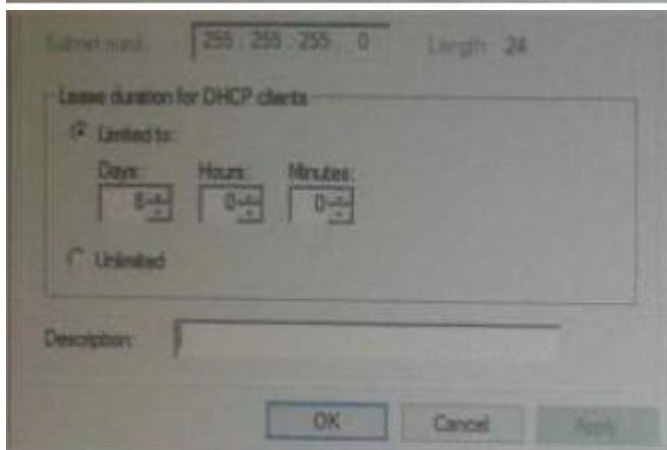 Subnet mask: 255 . 255 . 255 . 0 Length: 24
Lease duration for DHCP clients
Limited to:
Days: Hours: Minutes:
8 0 0
Unlimited
Description:
OK Cancel Apply